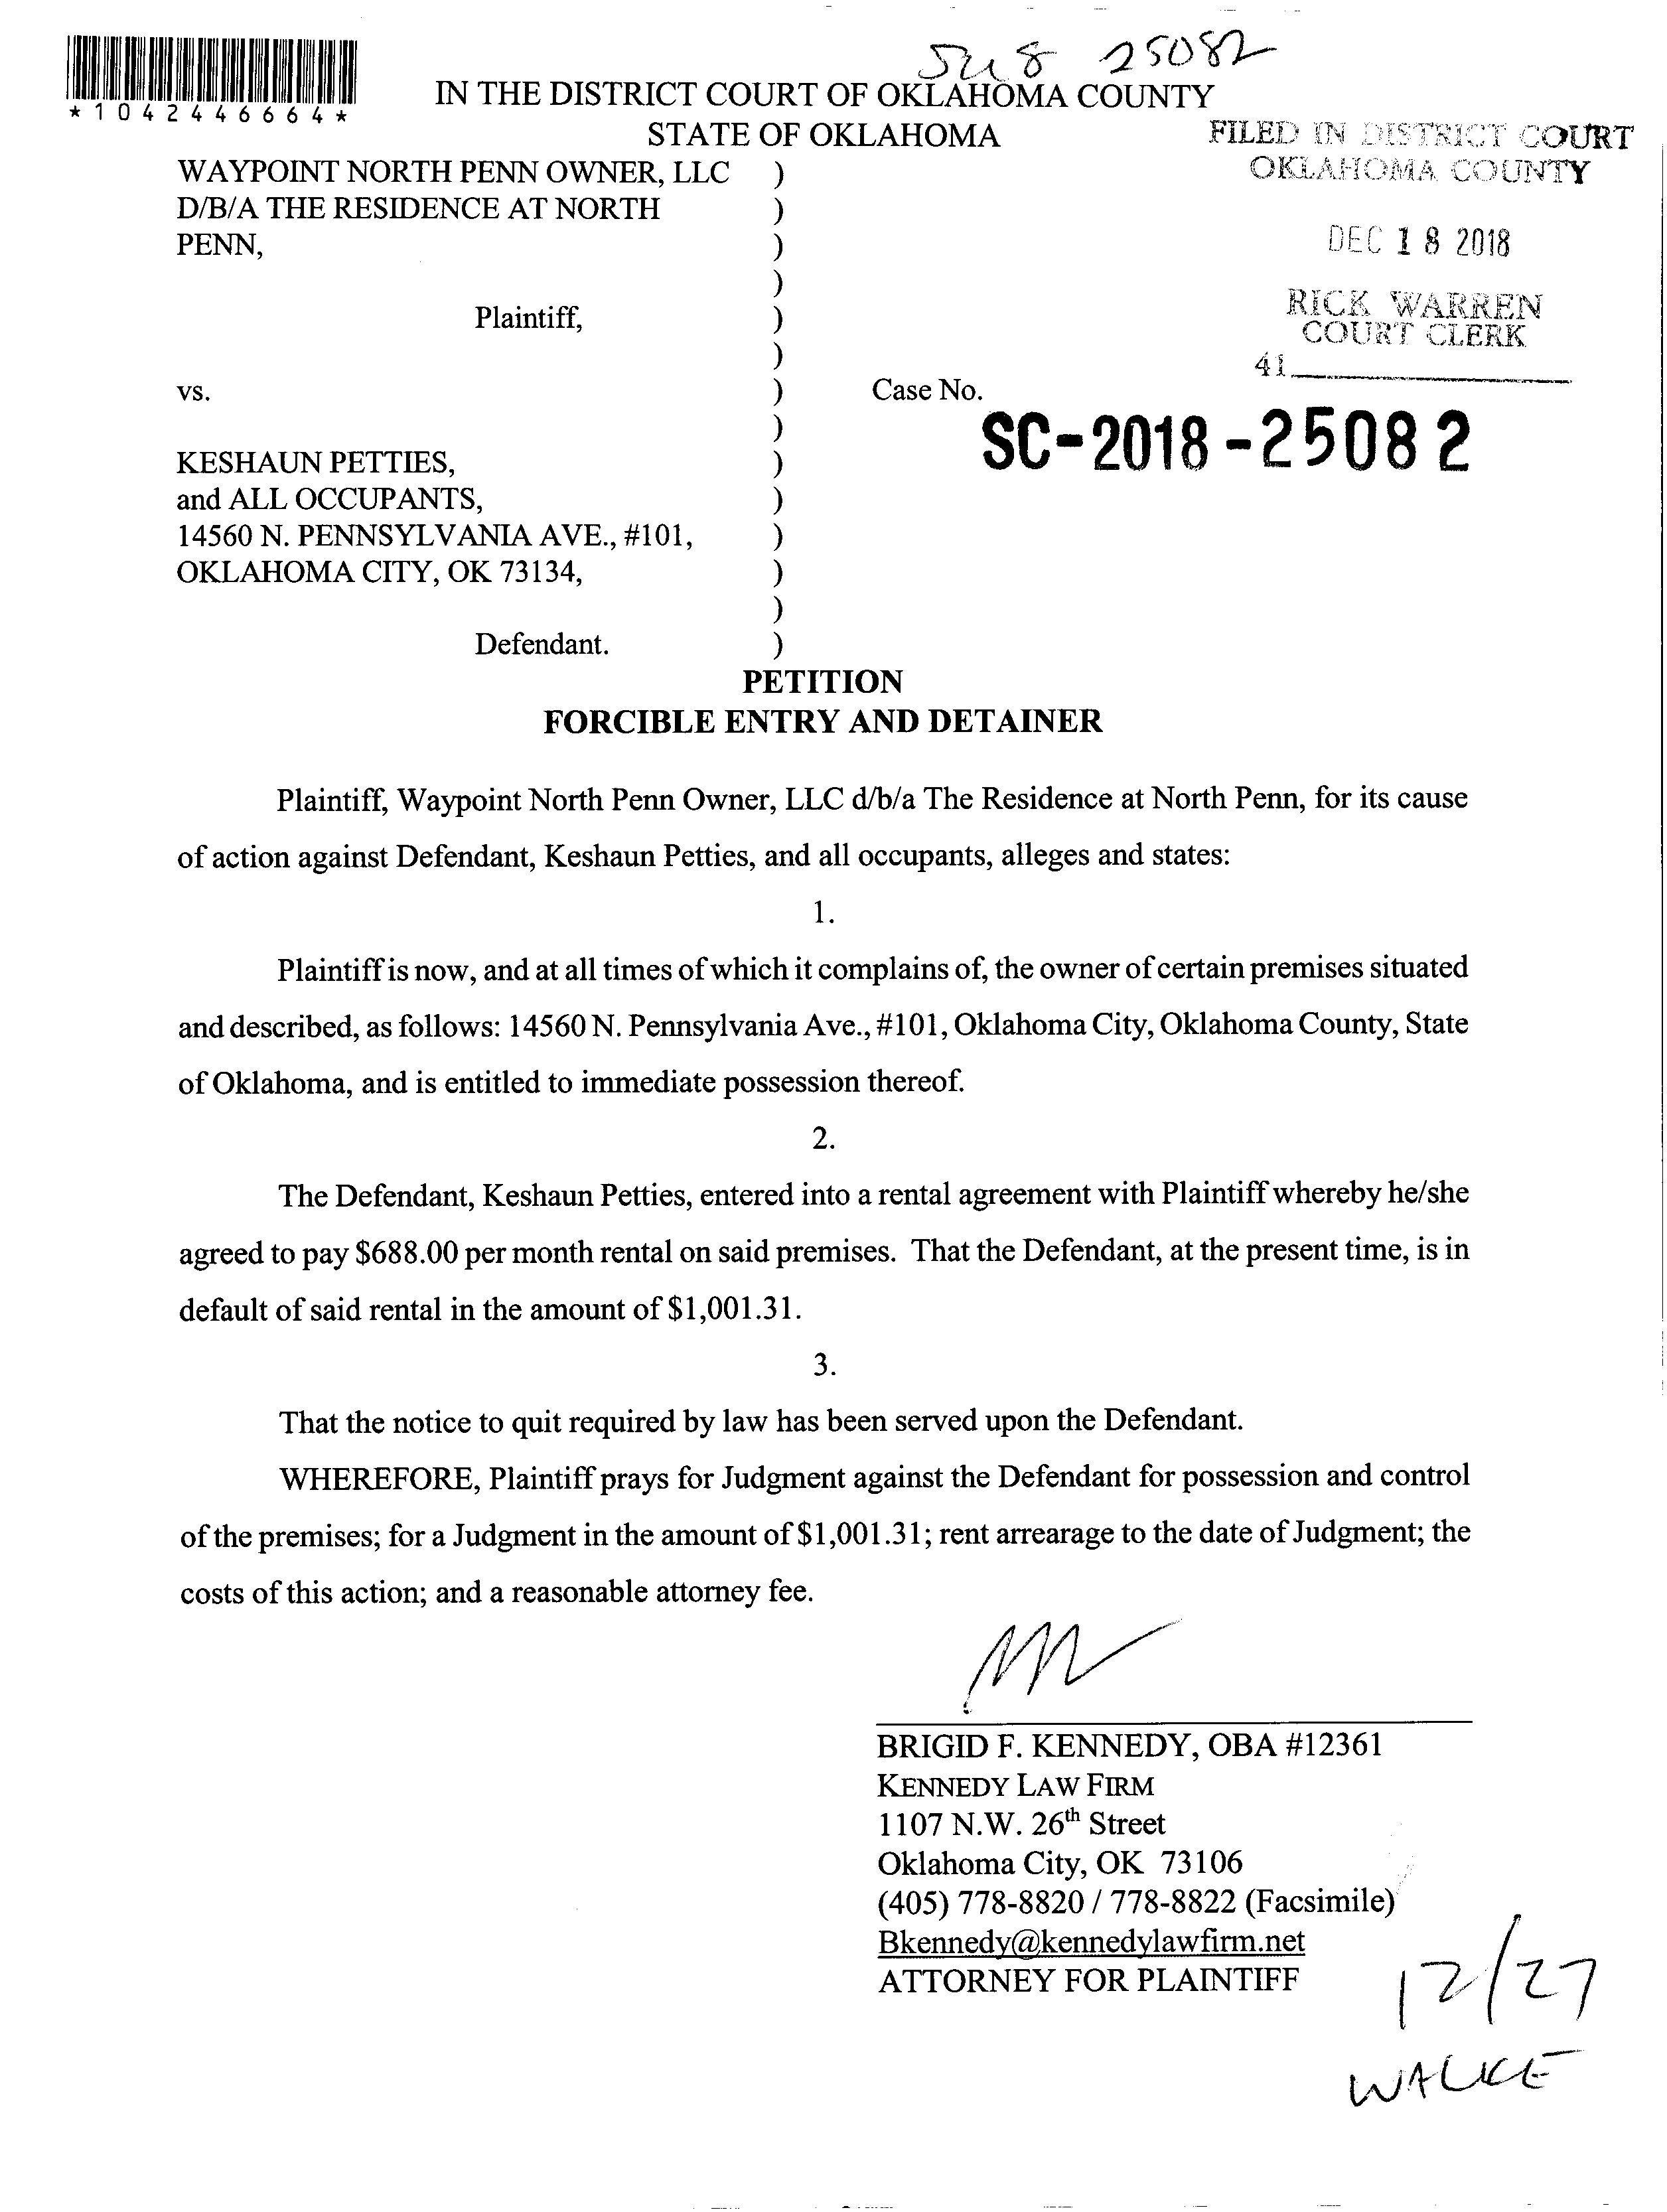 25082
*1042446664*
IN THE DISTRICT COURT OF OKLAHOMA COUNTY
STATE OF OKLAHOMA
FILED IN DISTRICT COURT
OKLAHOMA COUNTY
DEC 18 2018
RICK WARREN
COURT CLERK
41
WAYPOINT NORTH PENN OWNER, LLC )
D/B/A THE RESIDENCE AT NORTH )
PENN, )
)
Plaintiff, )
)
vs. ) Case No.
SC-2018-25082
)
KESHAUN PETTIES, )
and ALL OCCUPANTS, )
14560 N. PENNSYLVANIA AVE., #101, )
OKLAHOMA CITY, OK 73134, )
)
Defendant. )
PETITION
FORCIBLE ENTRY AND DETAINER
Plaintiff, Waypoint North Penn Owner, LLC d/b/a The Residence at North Penn, for its cause
of action against Defendant, Keshaun Petties, and all occupants, alleges and states:
1.
Plaintiff is now, and at all times of which it complains of, the owner of certain premises situated
and described, as follows: 14560 N. Pennsylvania Ave., #101, Oklahoma City, Oklahoma County, State
of Oklahoma, and is entitled to immediate possession thereof.
2.
The Defendant, Keshaun Petties, entered into a rental agreement with Plaintiff whereby he/she
agreed to pay $688.00 per month rental on said premises. That the Defendant, at the present time, is in
default of said rental in the amount of $1,001.31.
3.
That the notice to quit required by law has been served upon the Defendant.
WHEREFORE, Plaintiff prays for Judgment against the Defendant for possession and control
of the premises; for a Judgment in the amount of $1,001.31; rent arrearage to the date of Judgment; the
costs of this action; and a reasonable attorney fee.
BRIGID F. KENNEDY, OBA #12361
KENNEDY LAW FIRM
1107 N.W. 26th Street
Oklahoma City, OK 73106
(405) 778-8820 / 778-8822 (Facsimile)
Bkennedy@kennedylawfirm.net
ATTORNEY FOR PLAINTIFF
12/27
WALKE